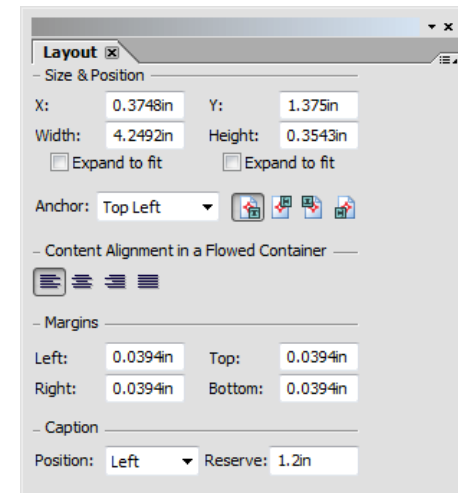 Layout
Size & Position
X: 0.3748in Y: 1.375in
Width: 4.2492in Height: 0.3543in
Expand to fit Expand to fit
Anchor: Top Left
Content Alignment in a Flowed Container
Margins
Left: 0.0394in Top: 0.0394in
Right: 0.0394in Bottom: 0.0394in
Caption
Position: Left Reserve: 1.2in